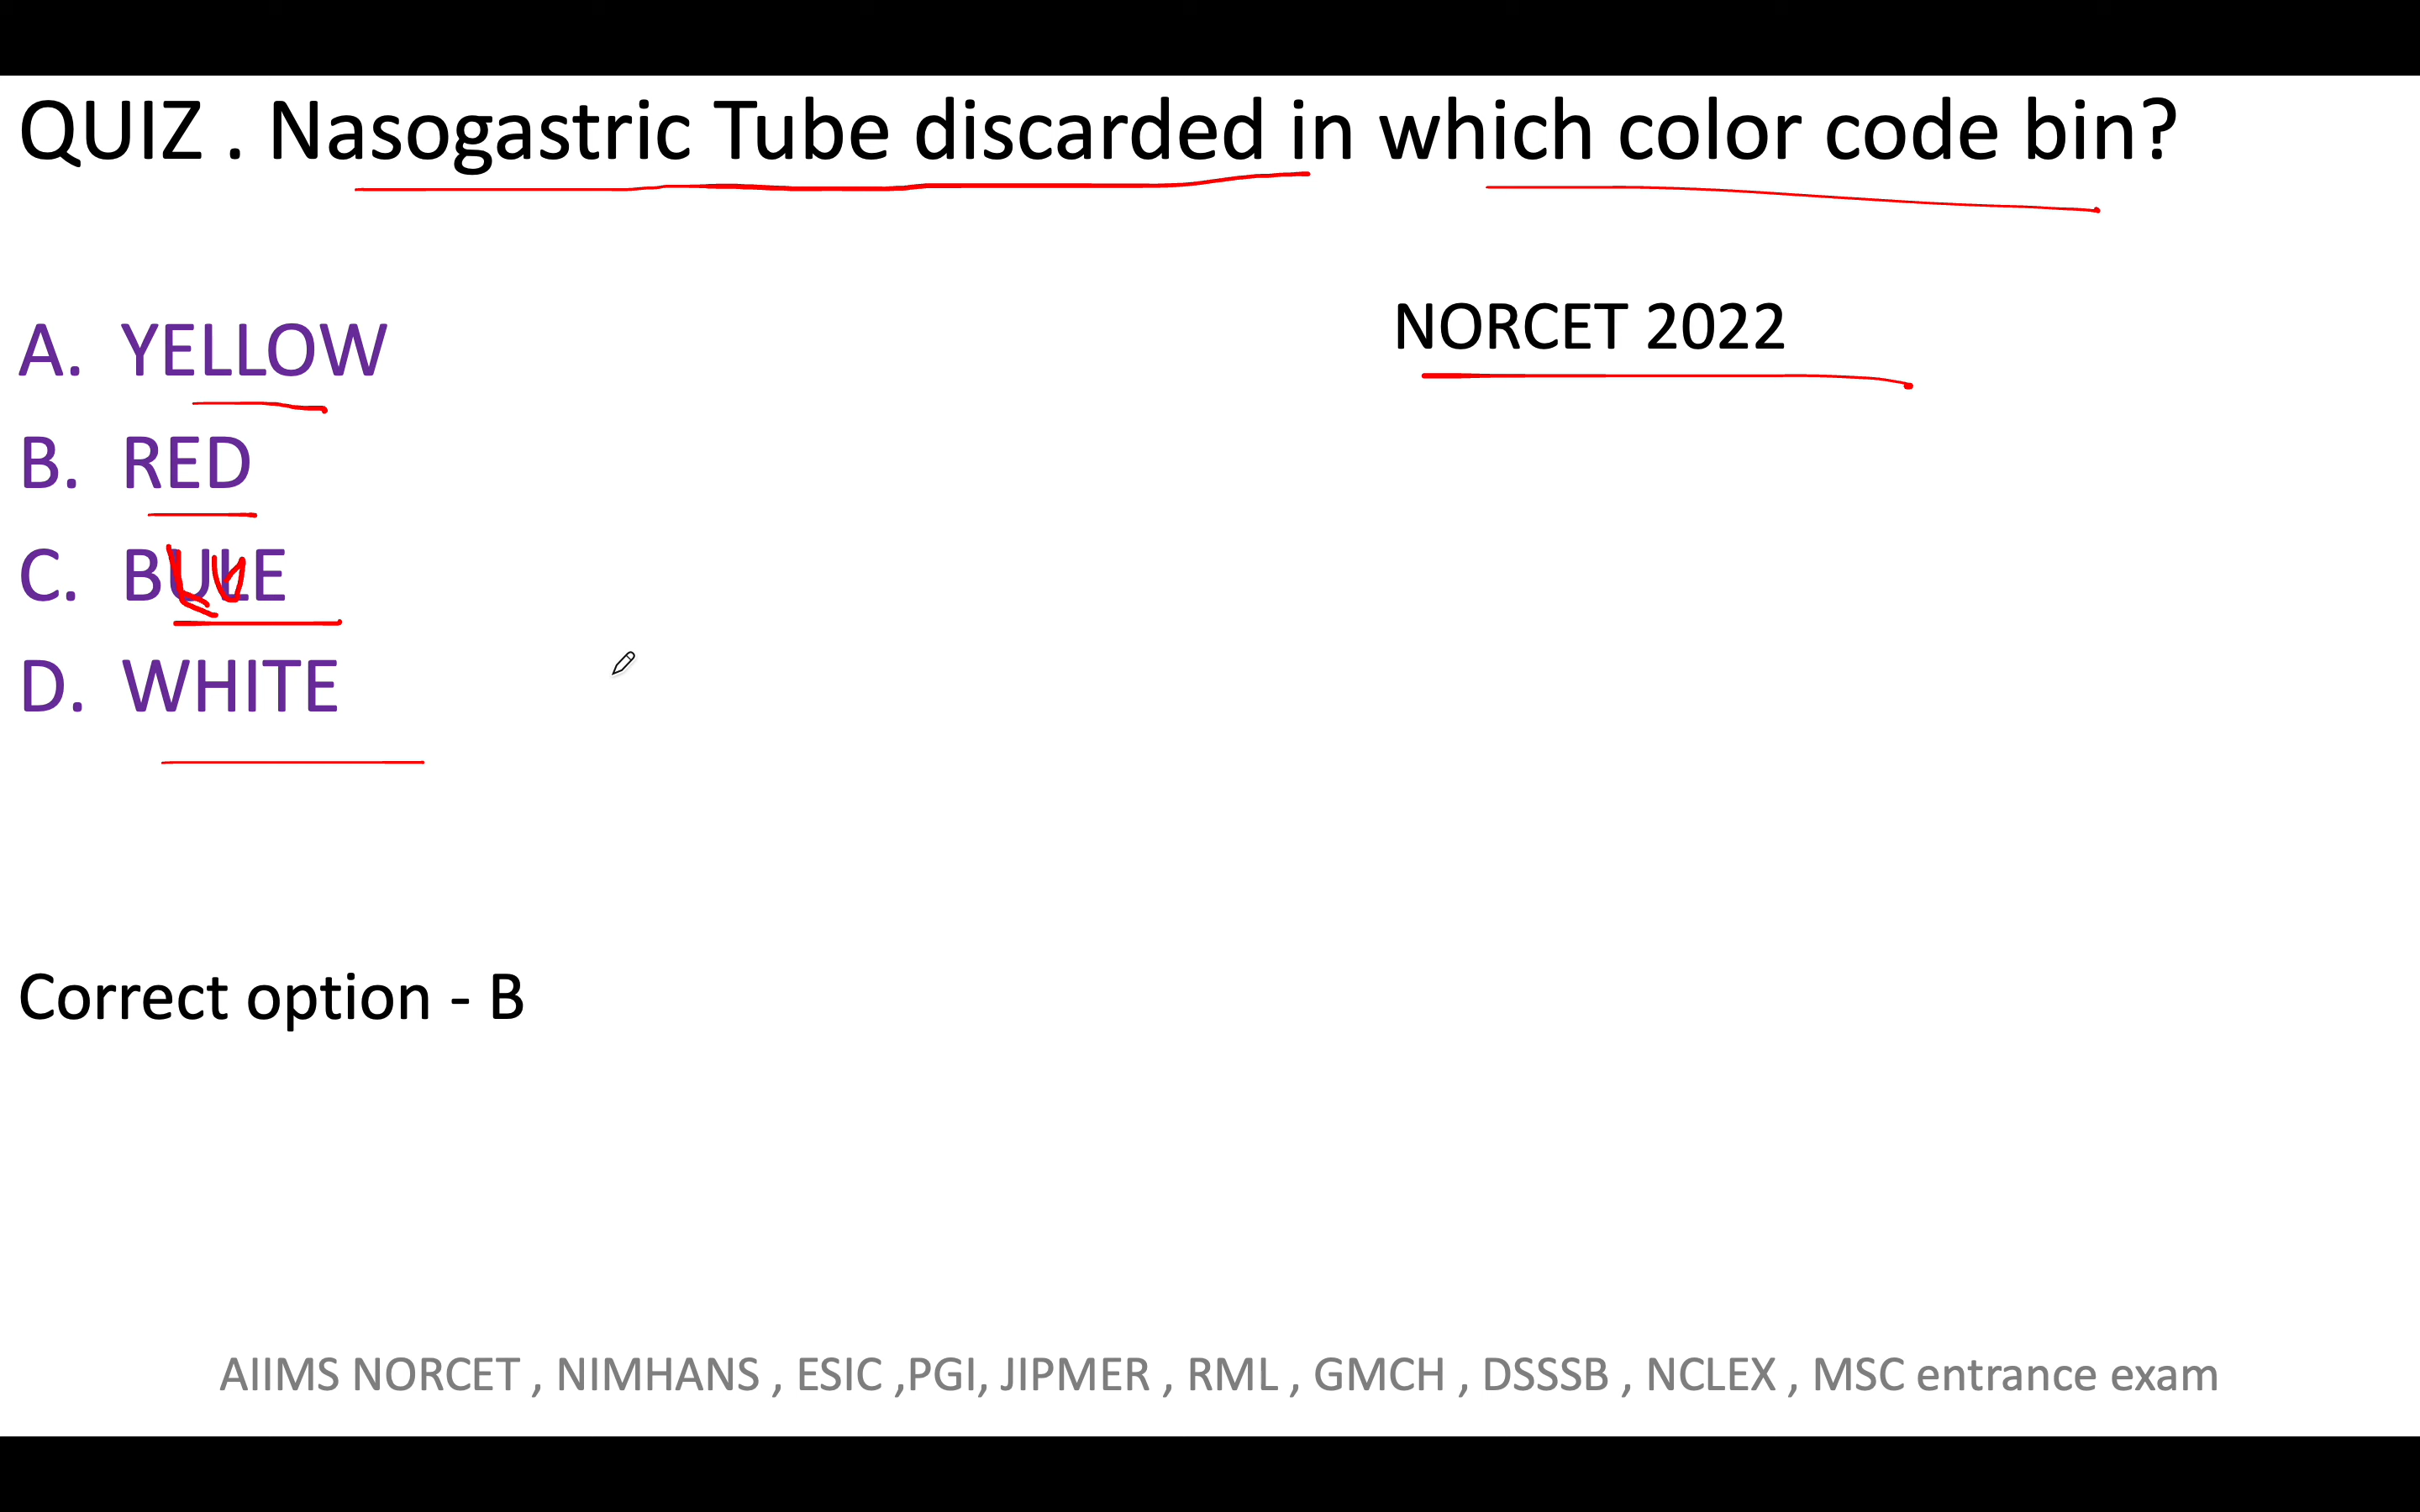 QUIZ . Nasogastric Tube discarded in which color code bin?
NORCET 2022
A. YELLOW
B. RED
C. BULE
D. WHITE
Correct option - B
AIIMS NORCET , NIMHANS , ESIC ,PGI, JIPMER , RML , GMCH , DSSSB , NCLEX , MSC entrance exam